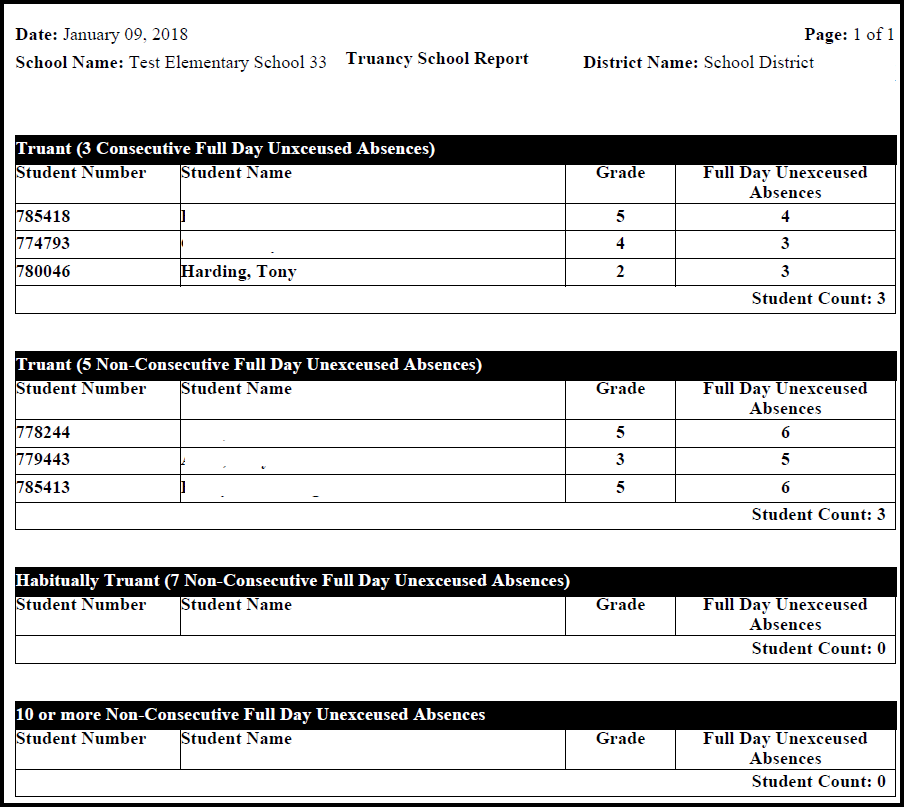 Date: January 09, 2018 Page: 1 of 1
School Name: Test Elementary School 33 Truancy School Report District Name: School District
Truant (3 Consecutive Full Day Unxceused Absences)
Student Number Student Name Grade Full Day Unexceused
Absences
785418 5 4
774793 4 3
780046 Harding, Tony 2 3
Student Count: 3
Truant (5 Non-Consecutive Full Day Unexceused Absences)
Student Number Student Name Grade Full Day Unexceused
Absences
778244 5 6
779443 3 5
785413 5 6
Student Count: 3
Habitually Truant (7 Non-Consecutive Full Day Unexceused Absences)
Student Number Student Name Grade Full Day Unexceused
Absences
Student Count: 0
10 or more Non-Consecutive Full Day Unexceused Absences
Student Number Student Name Grade Full Day Unexceused
Absences
Student Count: 0